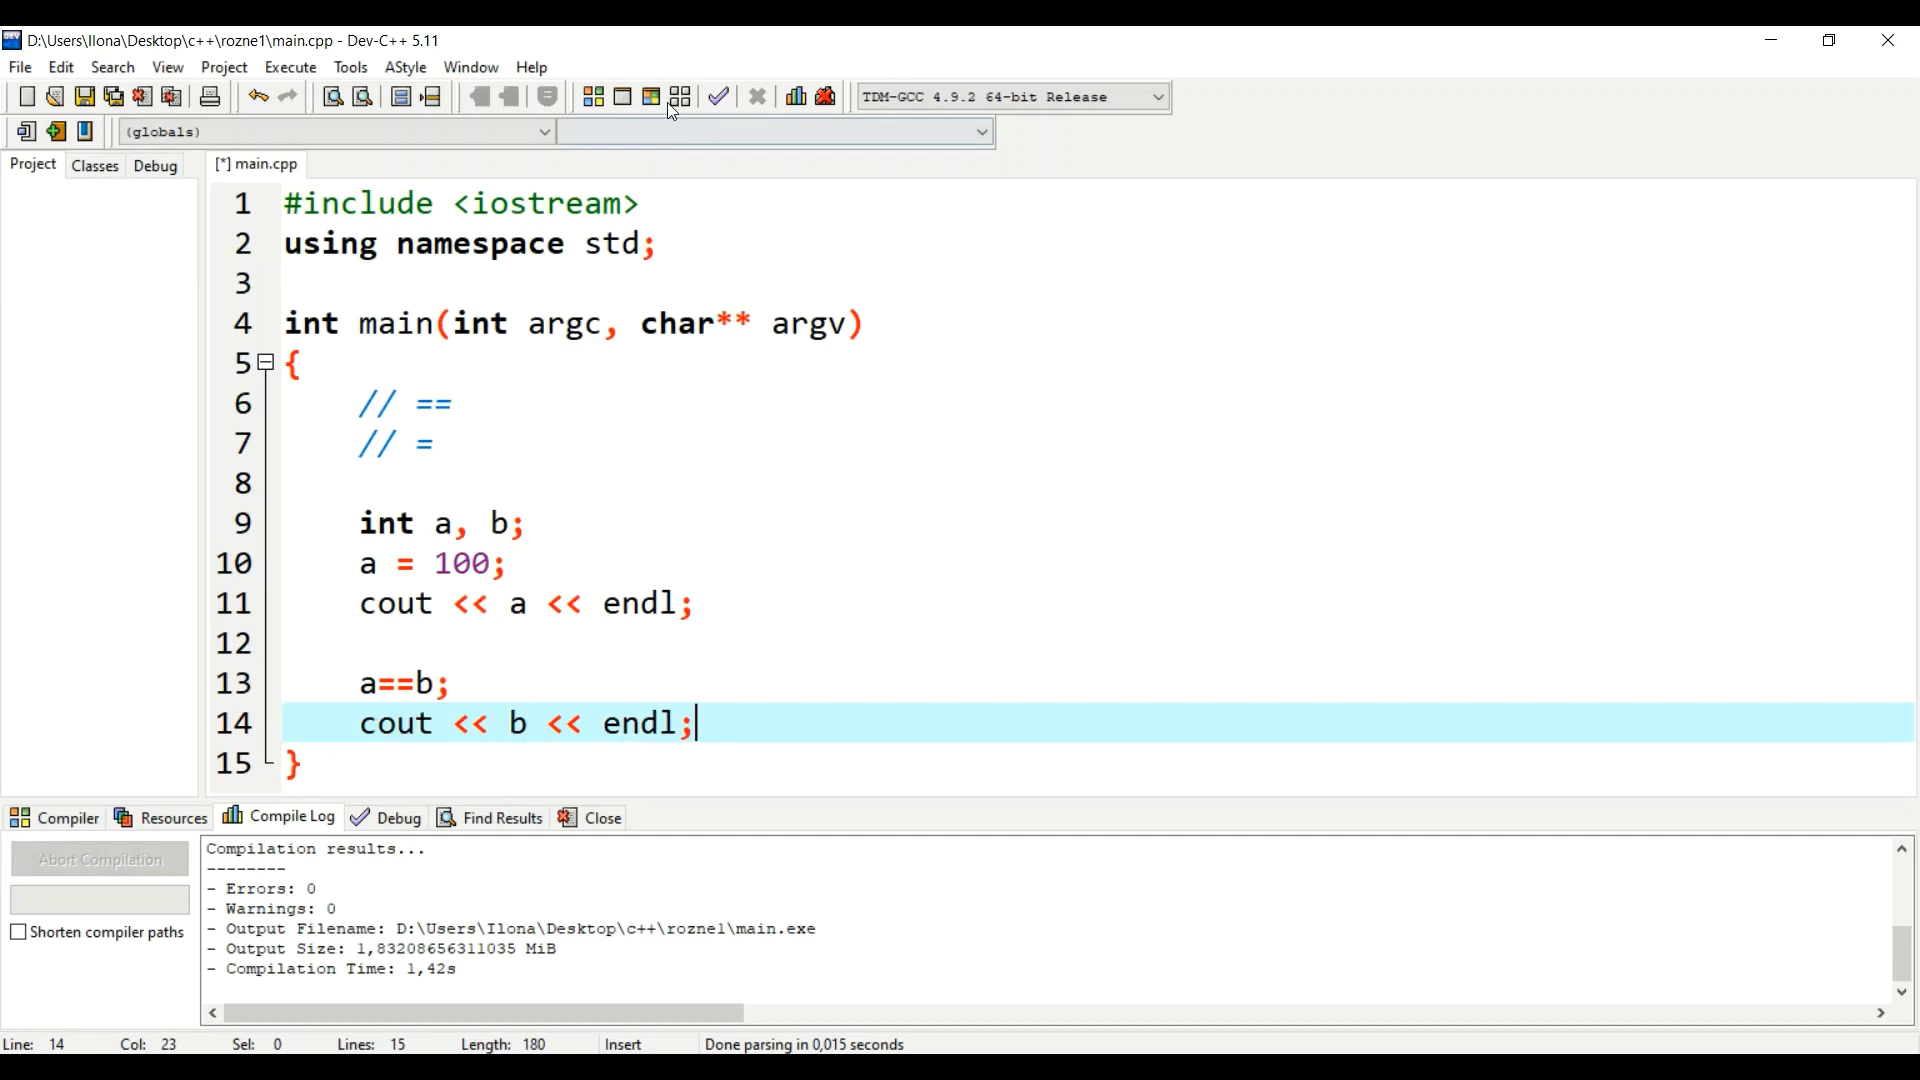 D:\Users\Ilona\Desktop\c++\rozne1\main.cpp - Dev-C++ 5.11
File Edit Search View Project Execute Tools AStyle Window Help
TDM-GCC 4.9.2 64-bit Release
(globals)
Project Classes Debug [*] main.cpp
1 #include <iostream>
2 using namespace std;
3
4 int main(int argc, char** argv)
5 {
6 // ==
7 // =
8
9 int a, b;
10 a = 100;
11 cout << a << endl;
12
13 a==b;
14 cout << b << endl;
15 }
Compiler Resources Compile Log Debug Find Results Close
Abort Compilation
Shorten compiler paths
Compilation results...
--------
- Errors: 0
- Warnings: 0
- Output Filename: D:\Users\Ilona\Desktop\c++\rozne1\main.exe
- Output Size: 1,83208656311035 MiB
- Compilation Time: 1,42s
Line: 14 Col: 23 Sel: 0 Lines: 15 Length: 180 Insert Done parsing in 0,015 seconds